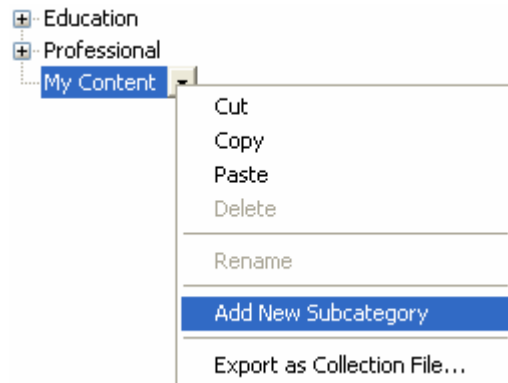 Education
Professional
My Content
Cut
Copy
Paste
Delete
Rename
Add New Subcategory
Export as Collection File...